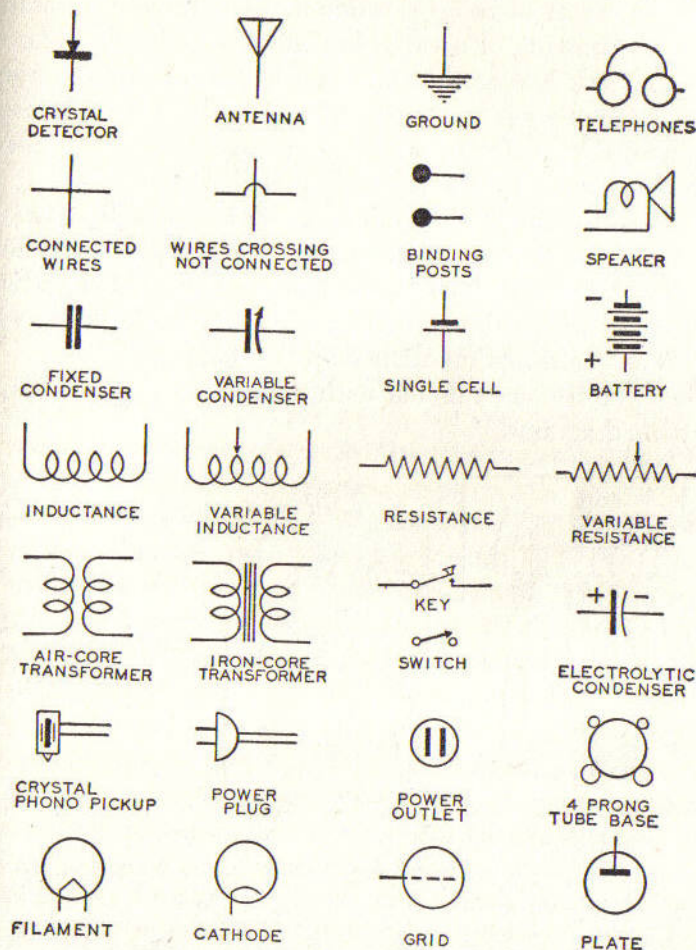 CRYSTAL
DETECTOR
ANTENNA
GROUND
TELEPHONES
CONNECTED
WIRES
WIRES CROSSING
NOT CONNECTED
BINDING
POSTS
SPEAKER
FIXED
CONDENSER
VARIABLE
CONDENSER
SINGLE CELL
-
+
BATTERY
INDUCTANCE
VARIABLE
INDUCTANCE
RESISTANCE
VARIABLE
RESISTANCE
AIR-CORE
TRANSFORMER
IRON-CORE
TRANSFORMER
KEY
SWITCH
+ -
ELECTROLYTIC
CONDENSER
CRYSTAL
PHONO PICKUP
POWER
PLUG
POWER
OUTLET
4 PRONG
TUBE BASE
FILAMENT
CATHODE
GRID
PLATE